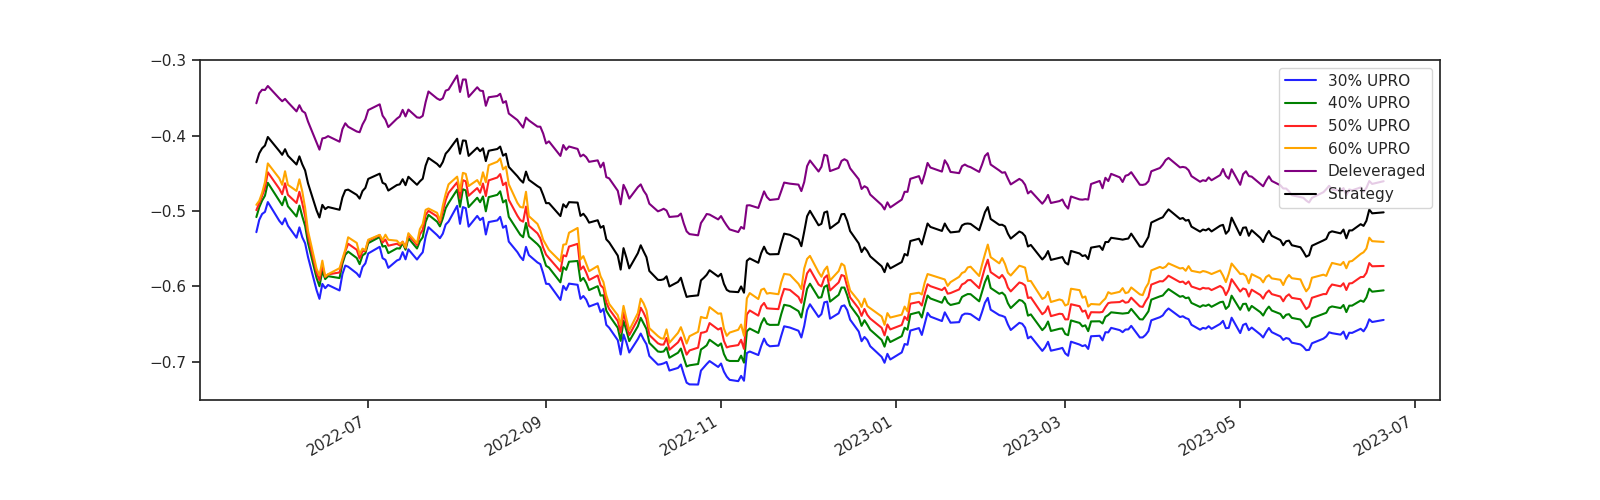 −0.3
−0.4
−0.5
−0.6
−0.7
30% UPRO
40% UPRO
50% UPRO
60% UPRO
Deleveraged
Strategy
2022-07
2022-09
2022-11
2023-01
2023-03
2023-05
2023-07